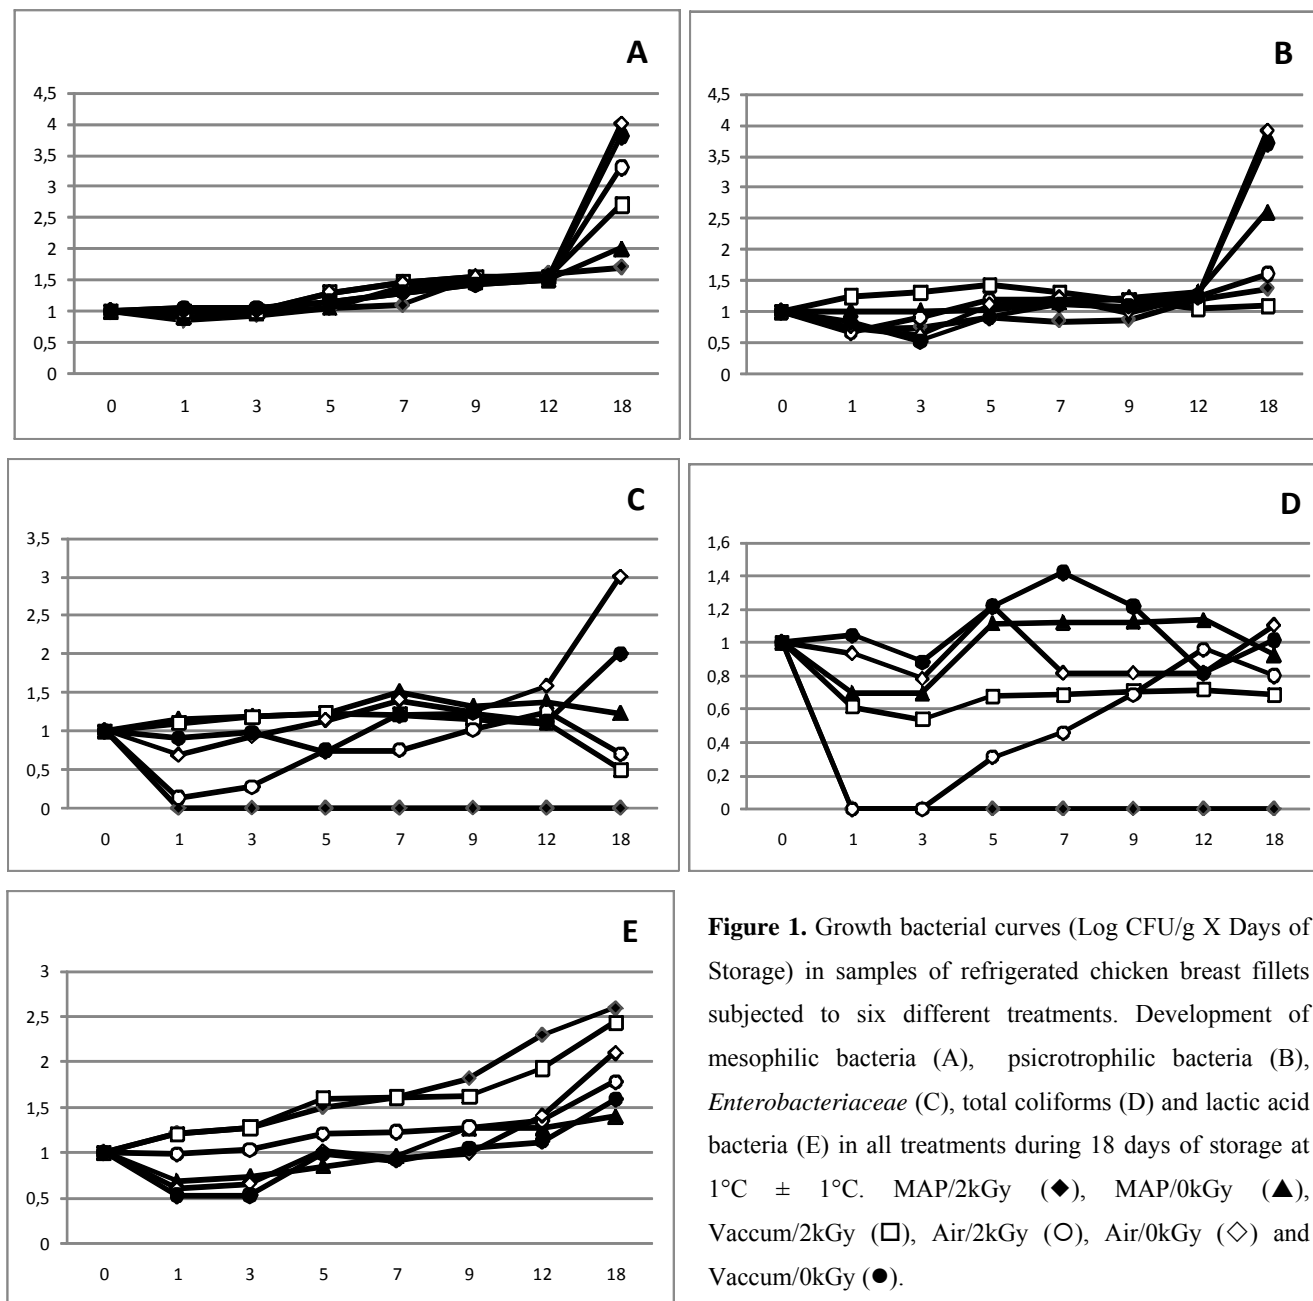 A
4,5
4
3,5
3
2,5
2
1,5
1
0,5
0
0 1 3 5 7 9 12 18
B
4,5
4
3,5
3
2,5
2
1,5
1
0,5
0
0 1 3 5 7 9 12 18
C
3,5
3
2,5
2
1,5
1
0,5
0
0 1 3 5 7 9 12 18
D
1,6
1,4
1,2
1
0,8
0,6
0,4
0,2
0
0 1 3 5 7 9 12 18
E
3
2,5
2
1,5
1
0,5
0
0 1 3 5 7 9 12 18
Figure 1. Growth bacterial curves (Log CFU/g X Days of
Storage) in samples of refrigerated chicken breast fillets
subjected to six different treatments. Development of
mesophilic bacteria (A), psicrotrophilic bacteria (B),
Enterobacteriaceae (C), total coliforms (D) and lactic acid
bacteria (E) in all treatments during 18 days of storage at
1°C ± 1°C. MAP/2kGy (◆), MAP/0kGy (▲),
Vaccum/2kGy (□), Air/2kGy (○), Air/0kGy (◇) and
Vaccum/0kGy (●).